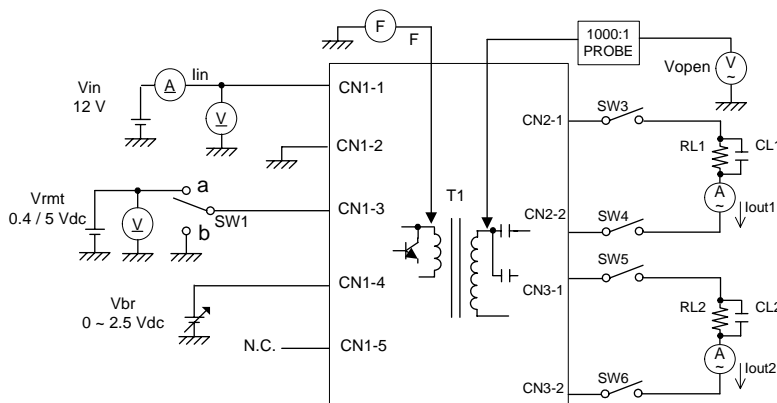 F
F
1000:1
PROBE
Vopen
V
~
Vin
12 V
A
Iin
V
CN1-1
CN1-2
Vrmt
0.4 / 5 Vdc
V
a
b
SW1
CN1-3
T1
CN1-4
Vbr
0 ~ 2.5 Vdc
N.C.
CN1-5
CN2-1
SW3
RL1
CL1
A
~
Iout1
CN2-2
SW4
SW5
CN3-1
RL2
CL2
A
~
Iout2
CN3-2
SW6